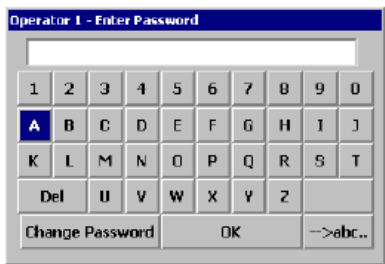 Operator 1 - Enter Password
1 2 3 4 5 6 7 8 9 0
A B C D E F G H I J
K L M N O P Q R S T
Del U V W X Y Z
Change Password OK -->abc..